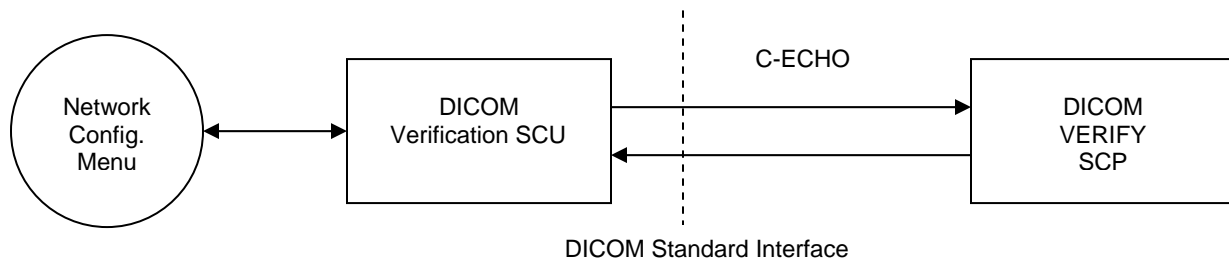 Network
Config.
Menu
DICOM
Verification SCU
C-ECHO
DICOM
VERIFY
SCP
DICOM Standard Interface